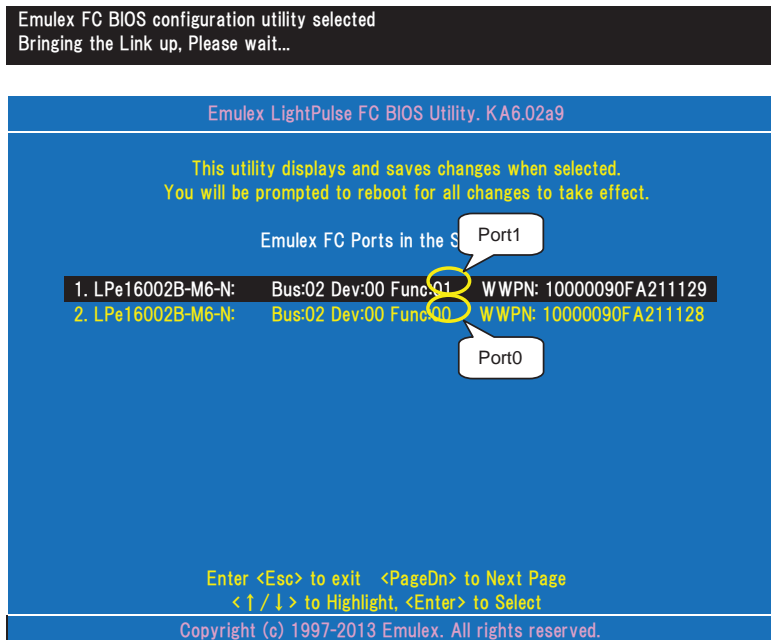 Emulex FC BIOS configuration utility selected
Bringing the Link up, Please wait...
Emulex LightPulse FC BIOS Utility. KA6.02a9
This utility displays and saves changes when selected.
You will be prompted to reboot for all changes to take effect.
Emulex FC Ports in the S
Port1
1. LPe16002B-M6-N: Bus:02 Dev:00 Func:01 WWPN: 10000090FA211129
2. LPe16002B-M6-N: Bus:02 Dev:00 Func:00 WWPN: 10000090FA211128
Port0
Enter <Esc> to exit <PageDn> to Next Page
<↑/↓> to Highlight, <Enter> to Select
Copyright (c) 1997-2013 Emulex. All rights reserved.